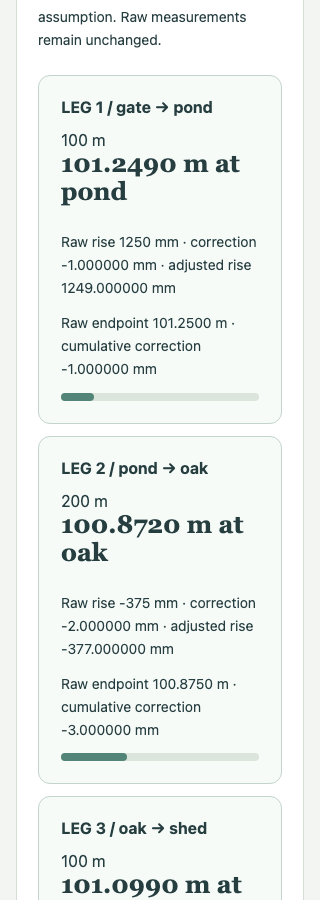 assumption. Raw measurements
remain unchanged.
LEG 1 / gate → pond
100 m
101.2490 m at
pond
Raw rise 1250 mm · correction
-1.000000 mm · adjusted rise
1249.000000 mm
Raw endpoint 101.2500 m ·
cumulative correction
-1.000000 mm
LEG 2 / pond → oak
200 m
100.8720 m at
oak
Raw rise -375 mm · correction
-2.000000 mm · adjusted rise
-377.000000 mm
Raw endpoint 100.8750 m ·
cumulative correction
-3.000000 mm
LEG 3 / oak → shed
100 m
101.0990 m at